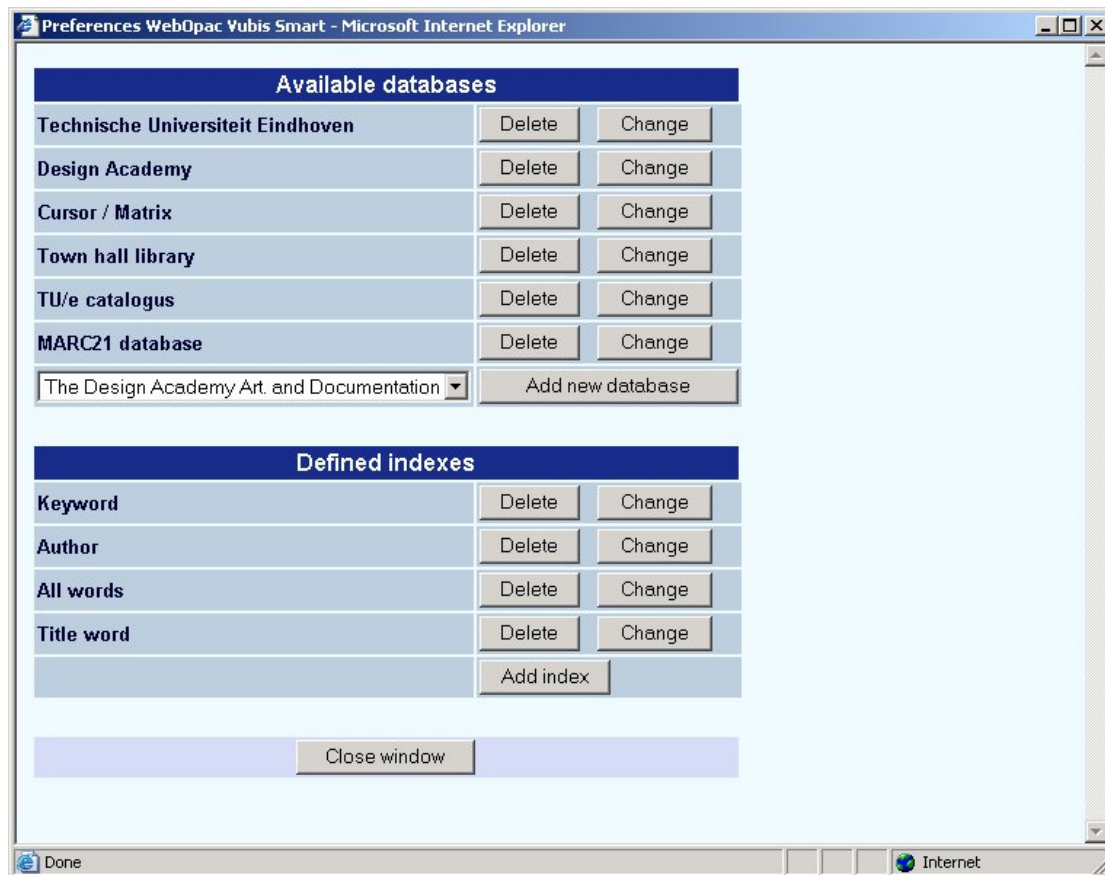 Preferences WebOpac Vubis Smart - Microsoft Internet Explorer
Available databases
Technische Universiteit Eindhoven Delete Change
Design Academy Delete Change
Cursor / Matrix Delete Change
Town hall library Delete Change
TU/e catalogus Delete Change
MARC21 database Delete Change
The Design Academy Art. and Documentation Add new database
Defined indexes
Keyword Delete Change
Author Delete Change
All words Delete Change
Title word Delete Change
Add index
Close window
Done Internet